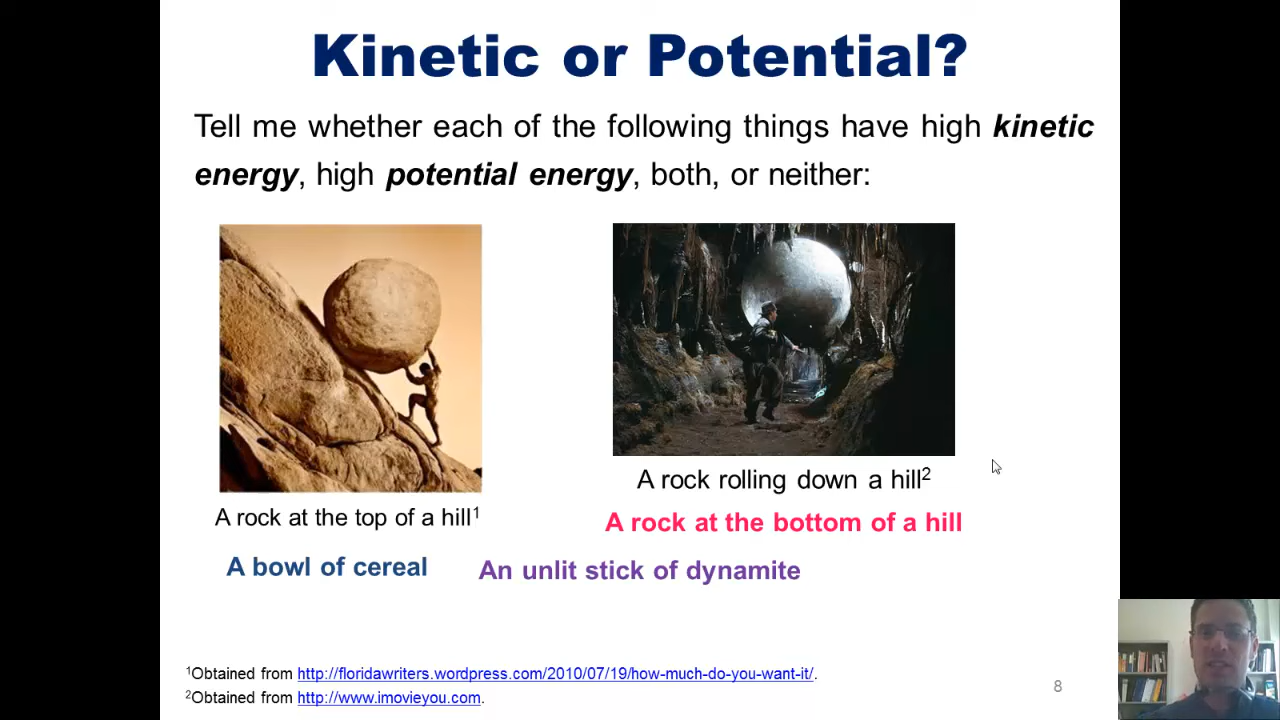 Kinetic or Potential?
Tell me whether each of the following things have high kinetic
energy, high potential energy, both, or neither:
A rock at the top of a hill1
A rock rolling down a hill2
A rock at the bottom of a hill
A bowl of cereal
An unlit stick of dynamite
1Obtained from http://floridawriters.wordpress.com/2010/07/19/how-much-do-you-want-it/.
2Obtained from http://www.imovieyou.com.
8